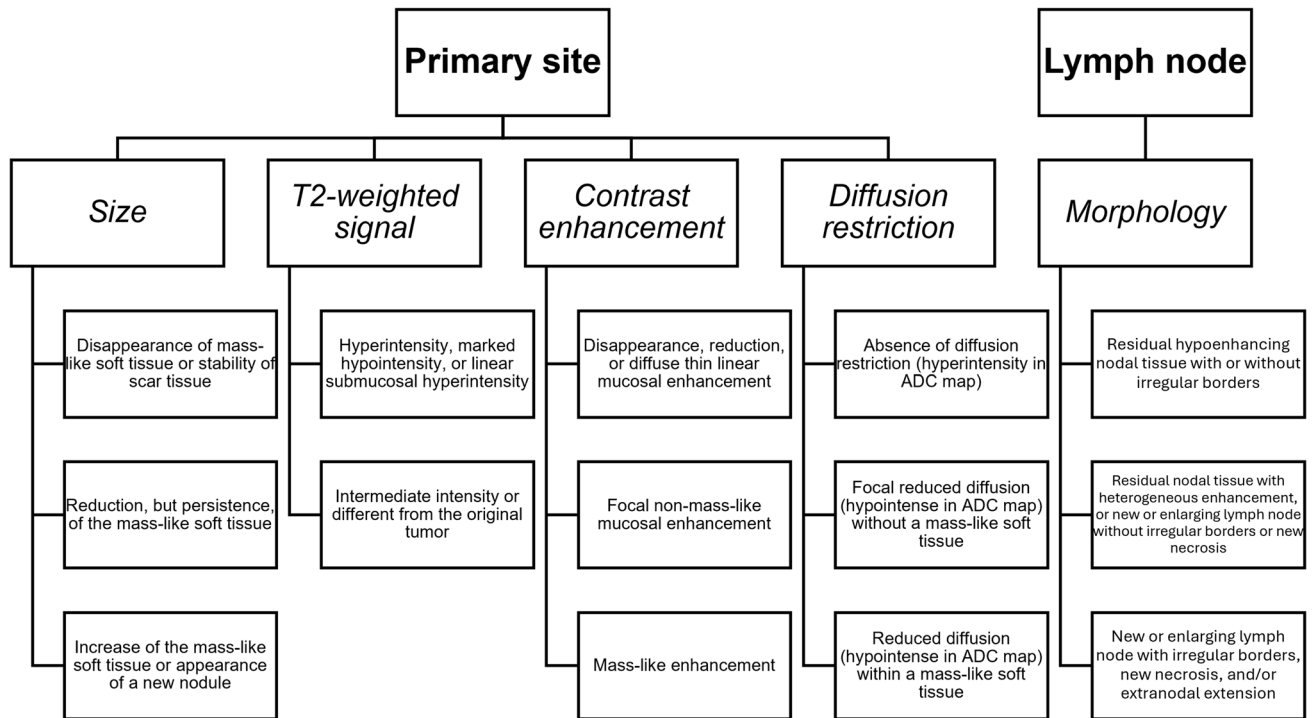 Primary site
Lymph node
Size
T2-weighted
signal
Contrast
enhancement
Diffusion
restriction
Morphology
Disappearance of mass-
like soft tissue or stability of
scar tissue
Reduction, but persistence,
of the mass-like soft tissue
Increase of the mass-like
soft tissue or appearance
of a new nodule
Hyperintensity, marked
hypointensity, or linear
submucosal hyperintensity
Intermediate intensity or
different from the original
tumor
Disappearance, reduction,
or diffuse thin linear
mucosal enhancement
Focal non-mass-like
mucosal enhancement
Mass-like enhancement
Absence of diffusion
restriction (hyperintensity in
ADC map)
Focal reduced diffusion
(hypointense in ADC map)
without a mass-like soft
tissue
Reduced diffusion
(hypointense in ADC map)
within a mass-like soft
tissue
Residual hypoenhancing
nodal tissue with or without
irregular borders
Residual nodal tissue with
heterogeneous enhancement,
or new or enlarging lymph node
without irregular borders or new
necrosis
New or enlarging lymph
node with irregular borders,
new necrosis, and/or
extranodal extension